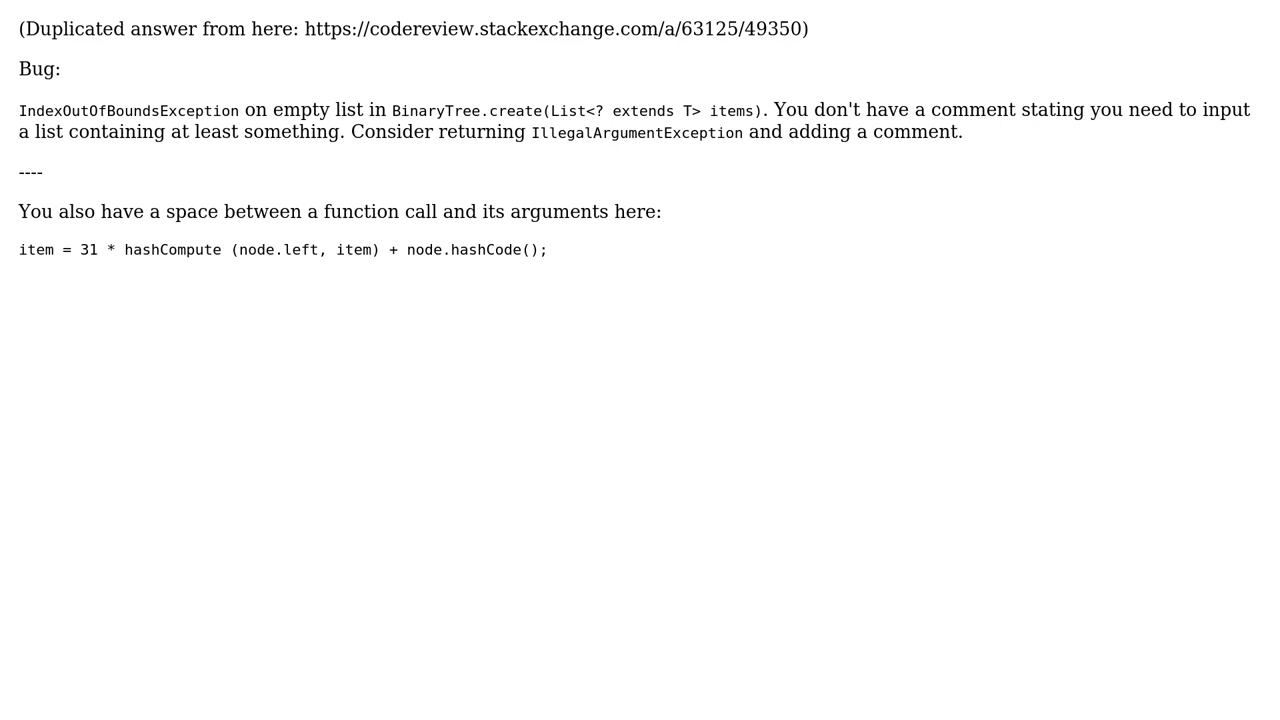 (Duplicated answer from here: https://codereview.stackexchange.com/a/63125/49350)
Bug:
IndexOutOfBoundsException on empty list in BinaryTree.create(List<? extends T> items). You don't have a comment stating you need to input
a list containing at least something. Consider returning IllegalArgumentException and adding a comment.
----
You also have a space between a function call and its arguments here:
item = 31 * hashCompute (node.left, item) + node.hashCode();